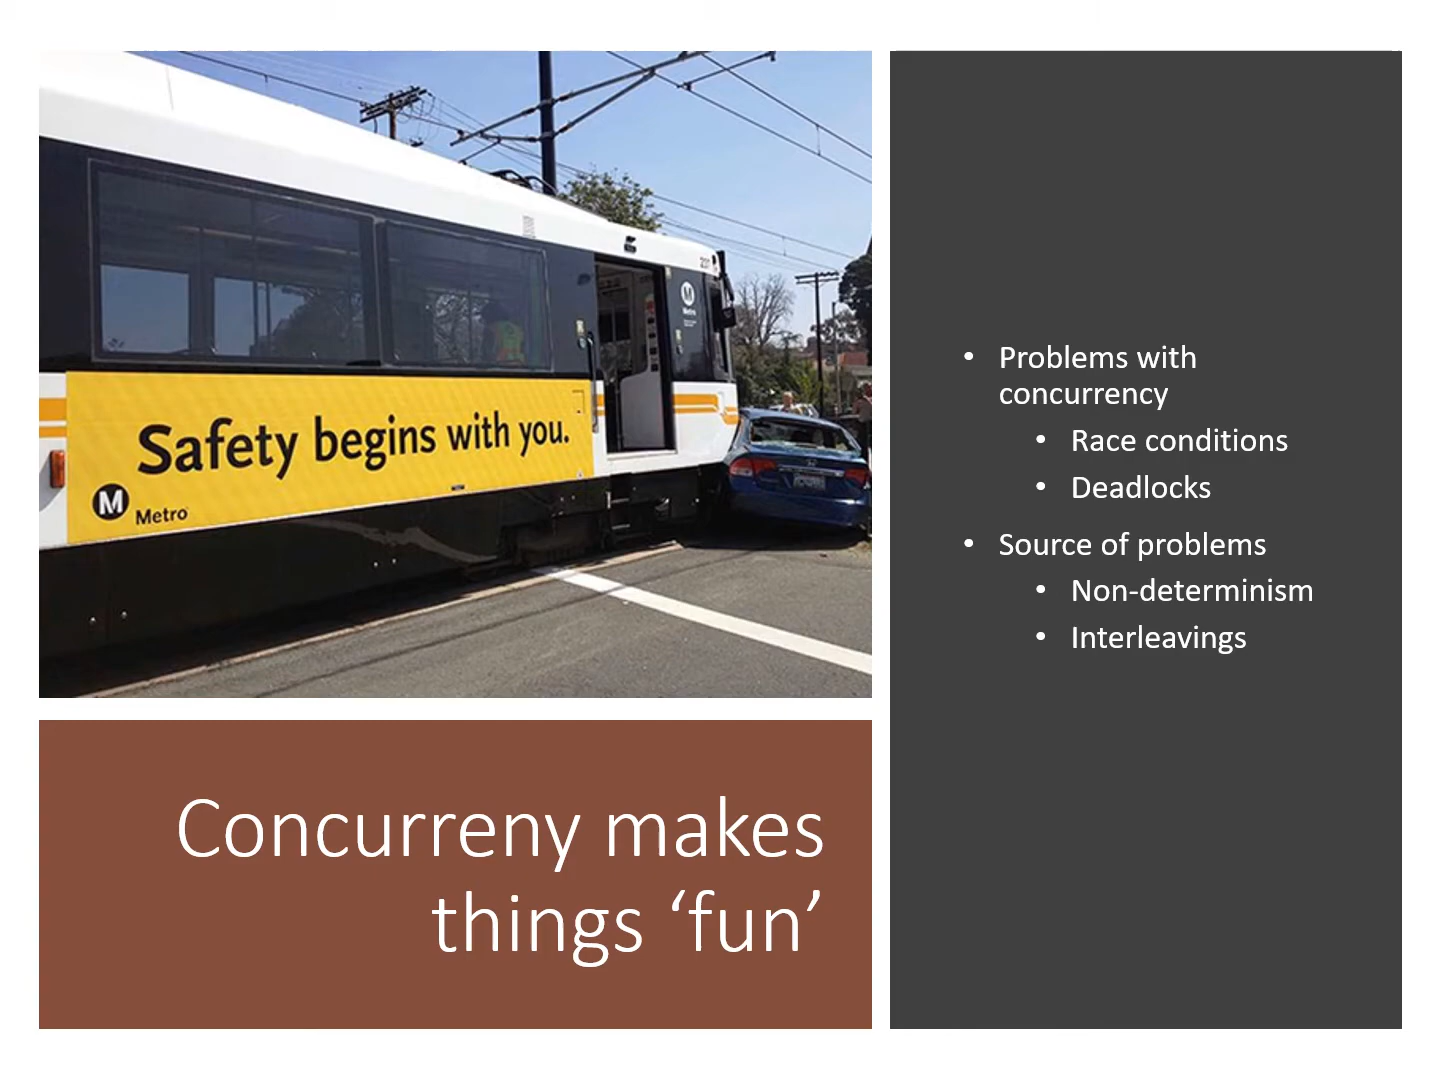 Safety begins with you.
M
Metro
M
Metro
Concurreny makes
things ‘fun’
• Problems with
concurrency
• Race conditions
• Deadlocks
• Source of problems
• Non-determinism
• Interleavings